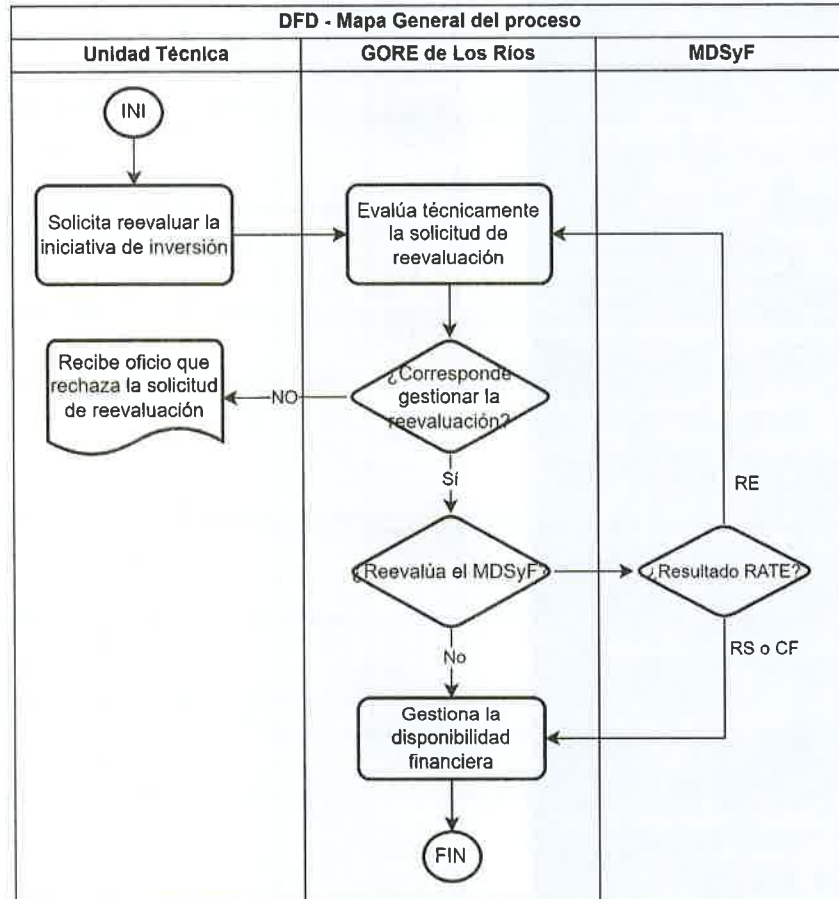 DFD - Mapa General del proceso
Unidad Técnica
GORE de Los Ríos
MDSyF
INI
Solicita reevaluar la
iniciativa de inversión
Evalúa técnicamente
la solicitud de
reevaluación
Recibe oficio que
rechaza la solicitud
de reevaluación
NO
¿Corresponde
gestionar la
reevaluación?
Sí
RE
¿Reevalúa el MDSyF?
¿Resultado RATE?
No
RS o CF
Gestiona la
disponibilidad
financiera
FIN